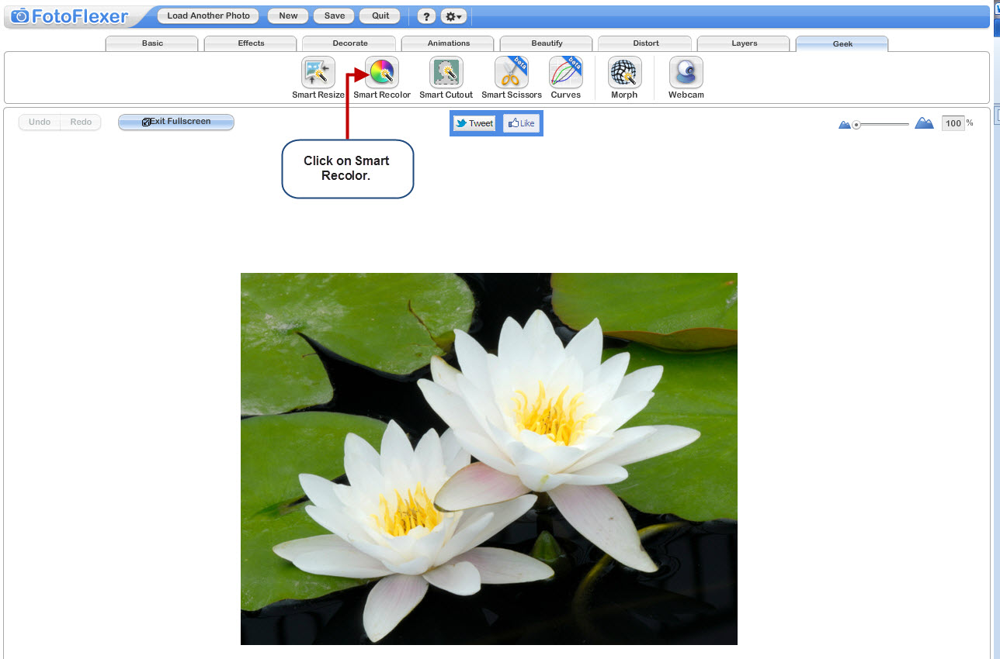 FotoFlexer Load Another Photo New Save Quit ?
Basic Effects Decorate Animations Beautify Distort Layers Geek
beta beta
Smart Resize Smart Recolor Smart Cutout Smart Scissors Curves Morph Webcam
Undo Redo Exit Fullscreen Tweet Like 100 %
Click on Smart
Recolor.